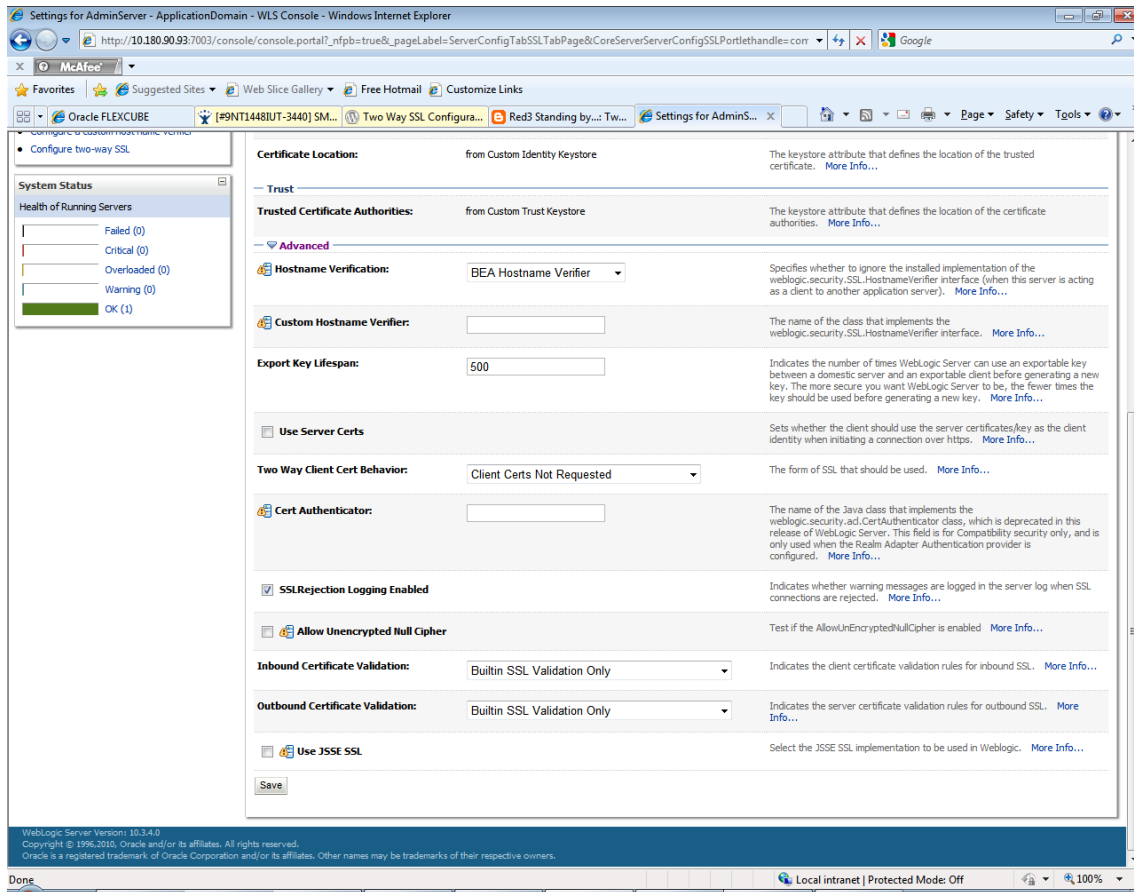 Settings for AdminServer - ApplicationDomain - WLS Console - Windows Internet Explorer
http://10.180.90.93:7003/console/console.portal?_nfpb=true&_pageLabel=ServerConfigTabSSLTabPage&CoreServerServerConfigSSLPortlethandle=com
Google
McAfee
Favorites
Suggested Sites
Web Slice Gallery
Free Hotmail
Customize Links
Oracle FLEXCUBE
[#9NT1448IUT-3440] SM...
Two Way SSL Configura...
Red3 Standing by...: Tw...
Settings for AdminS...
Page
Safety
Tools
Configure a custom host name verifier
Configure two-way SSL
System Status
Health of Running Servers
Failed (0)
Critical (0)
Overloaded (0)
Warning (0)
OK (1)
Certificate Location:
from Custom Identity Keystore
The keystore attribute that defines the location of the trusted
certificate. More Info...
Trust
Trusted Certificate Authorities:
from Custom Trust Keystore
The keystore attribute that defines the location of the certificate
authorities. More Info...
Advanced
Hostname Verification:
BEA Hostname Verifier
Specifies whether to ignore the installed implementation of the
weblogic.security.SSL.HostnameVerifier interface (when this server is acting
as a client to another application server). More Info...
Custom Hostname Verifier:
The name of the class that implements the
weblogic.security.SSL.HostnameVerifier interface. More Info...
Export Key Lifespan:
500
Indicates the number of times WebLogic Server can use an exportable key
between a domestic server and an exportable client before generating a new
key. The more secure you want WebLogic Server to be, the fewer times the
key should be used before generating a new key. More Info...
Use Server Certs
Sets whether the client should use the server certificates/key as the client
identity when initiating a connection over https. More Info...
Two Way Client Cert Behavior:
Client Certs Not Requested
The form of SSL that should be used. More Info...
Cert Authenticator:
The name of the Java class that implements the
weblogic.security.acl.CertAuthenticator class, which is deprecated in this
release of WebLogic Server. This field is for Compatibility security only, and is
only used when the Realm Adapter Authentication provider is
configured. More Info...
SSLRejection Logging Enabled
Indicates whether warning messages are logged in the server log when SSL
connections are rejected. More Info...
Allow Unencrypted Null Cipher
Test if the AllowUnEncryptedNullCipher is enabled More Info...
Inbound Certificate Validation:
Builtin SSL Validation Only
Indicates the client certificate validation rules for inbound SSL. More Info...
Outbound Certificate Validation:
Builtin SSL Validation Only
Indicates the server certificate validation rules for outbound SSL. More
Info...
Use JSSE SSL
Select the JSSE SSL implementation to be used in Weblogic. More Info...
Save
WebLogic Server Version: 10.3.4.0
Copyright © 1996,2010, Oracle and/or its affiliates. All rights reserved.
Oracle is a registered trademark of Oracle Corporation and/or its affiliates. Other names may be trademarks of their respective owners.
Done
Local intranet | Protected Mode: Off
100%